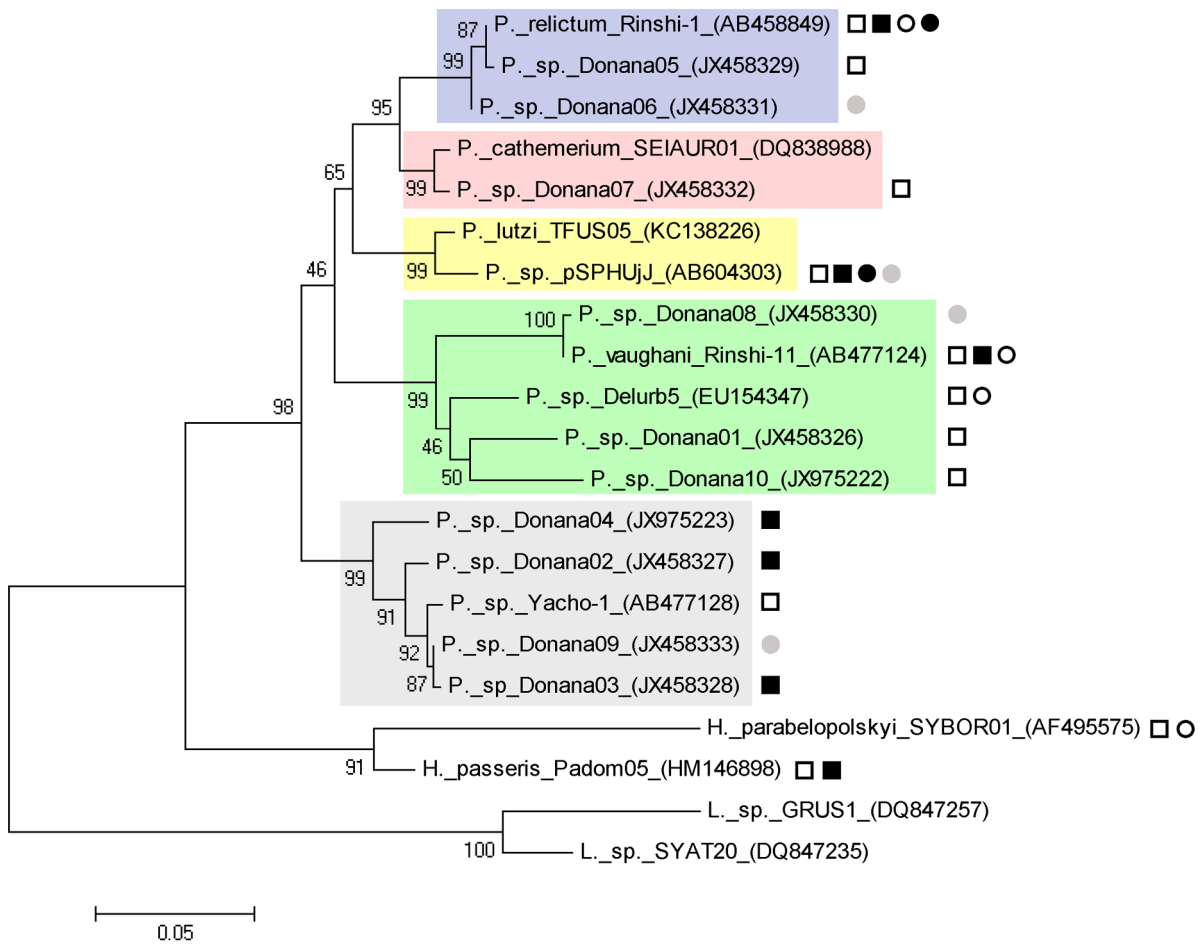 87
P._relictum_Rinshi-1_(AB458849)
99
P._sp._Donana05_(JX458329)
P._sp._Donana06_(JX458331)
95
P._cathemerium_SEIAUR01_(DQ838988)
99
P._sp._Donana07_(JX458332)
65
P._lutzi_TFUS05_(KC138226)
99
P._sp._pSPHUjJ_(AB604303)
46
P._sp._Donana08_(JX458330)
100
P._vaughani_Rinshi-11_(AB477124)
99
P._sp._Delurb5_(EU154347)
98
P._sp._Donana01_(JX458326)
46
50
P._sp._Donana10_(JX975222)
P._sp._Donana04_(JX975223)
99
P._sp._Donana02_(JX458327)
91
P._sp._Yacho-1_(AB477128)
92
P._sp._Donana09_(JX458333)
87
P._sp_Donana03_(JX458328)
H._parabelopolskyi_SYBOR01_(AF495575)
91
H._passeris_Padom05_(HM146898)
L._sp._GRUS1_(DQ847257)
100
L._sp._SYAT20_(DQ847235)
0.05